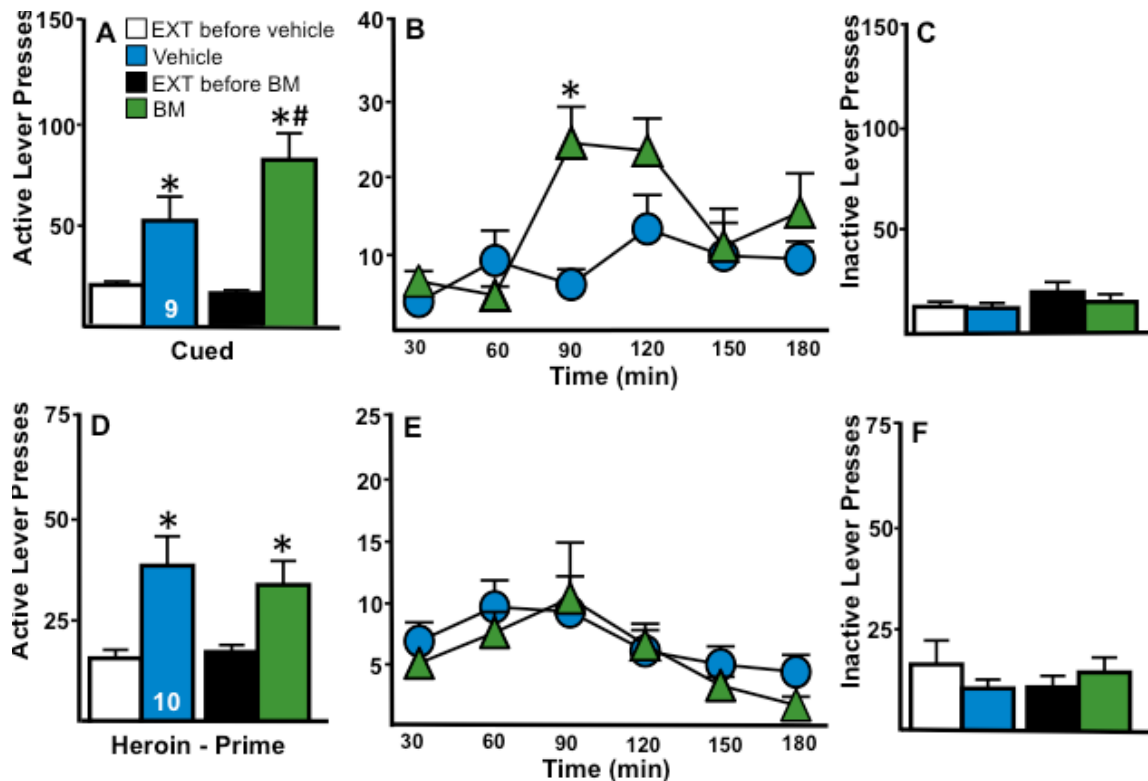 A
EXT before vehicle
Vehicle
EXT before BM
BM
150
100
50
Active Lever Presses
*
*#
9
Cued
B
40
30
20
10
*
30 60 90 120 150 180
Time (min)
C
150
100
50
Inactive Lever Presses
D
75
50
25
Active Lever Presses
*
*
10
Heroin - Prime
E
25
20
15
10
5
30 60 90 120 150 180
Time (min)
F
75
50
25
Inactive Lever Presses